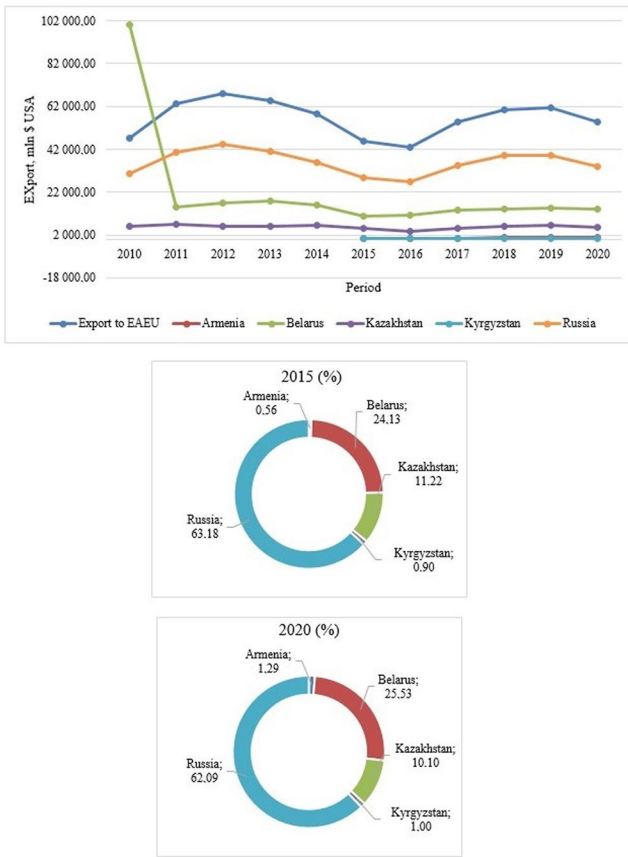 102 000.00
82 000.00
62 000.00
42 000.00
22 000.00
2 000.00
-18 000.00
EXport, mln $ USA
2010 2011 2012 2013 2014 2015 2016 2017 2018 2019 2020
Period
Export to EAEU Armenia Belarus Kazakhstan Kyrgyzstan Russia
2015 (%)
Armenia;
0.56
Belarus;
24.13
Kazakhstan;
11.22
Russia;
63.18
Kyrgyzstan;
0.90
2020 (%)
Armenia;
1.29
Belarus;
25.53
Kazakhstan;
10.10
Russia;
62.09
Kyrgyzstan;
1.00